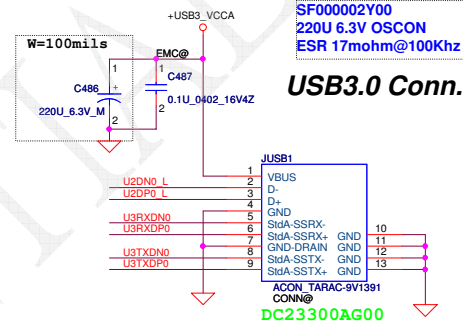 SF000002Y00
220U 6.3V OSCON
ESR 17mohm@100Khz
+USB3_VCCA
W=100mils
EMC@
1
C486
+
220U_6.3V_M
2
1
C487
0.1U_0402_16V4Z
2
USB3.0 Conn.
JUSB1
1 VBUS
U2DN0_L 2 D-
U2DP0_L 3 D+
4 GND
U3RXDN0 5 StdA-SSRX-
U3RXDP0 6 StdA-SSRX+ GND 10
7 GND-DRAIN GND 11
U3TXDN0 8 StdA-SSTX- GND 12
U3TXDP0 9 StdA-SSTX+ GND 13
ACON_TARAC-9V1391
CONN@
DC23300AG00